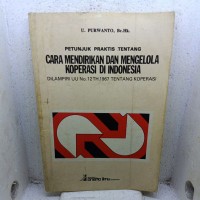 U. PURWANTO, Bc.Hk.
PETUNJUK PRAKTIS TENTANG
CARA MENDIRIKAN DAN MENGELOLA
KOPERASI DI INDONESIA
DILAMPIRI UU No. 12 TH. 1967 TENTANG KOPERASI